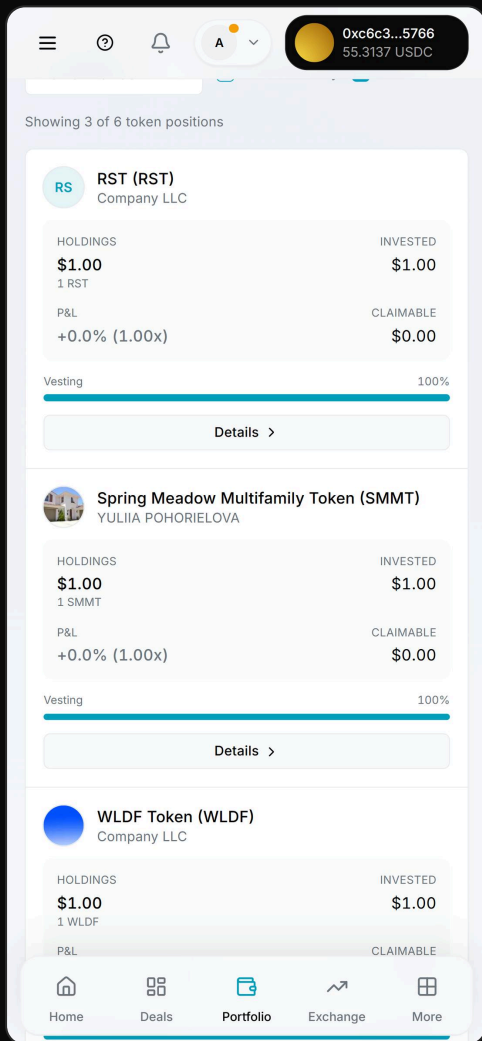 A
0xc6c3...5766
55.3137 USDC
Showing 3 of 6 token positions
RS
RST (RST)
Company LLC
HOLDINGS
INVESTED
$1.00
$1.00
1 RST
P&L
CLAIMABLE
+0.0% (1.00x)
$0.00
Vesting
100%
Details
Spring Meadow Multifamily Token (SMMT)
YULIIA POHORIELOVA
HOLDINGS
INVESTED
$1.00
$1.00
1 SMMT
P&L
CLAIMABLE
+0.0% (1.00x)
$0.00
Vesting
100%
Details
WLDF Token (WLDF)
Company LLC
HOLDINGS
INVESTED
$1.00
$1.00
1 WLDF
P&L
CLAIMABLE
Home
Deals
Portfolio
Exchange
More